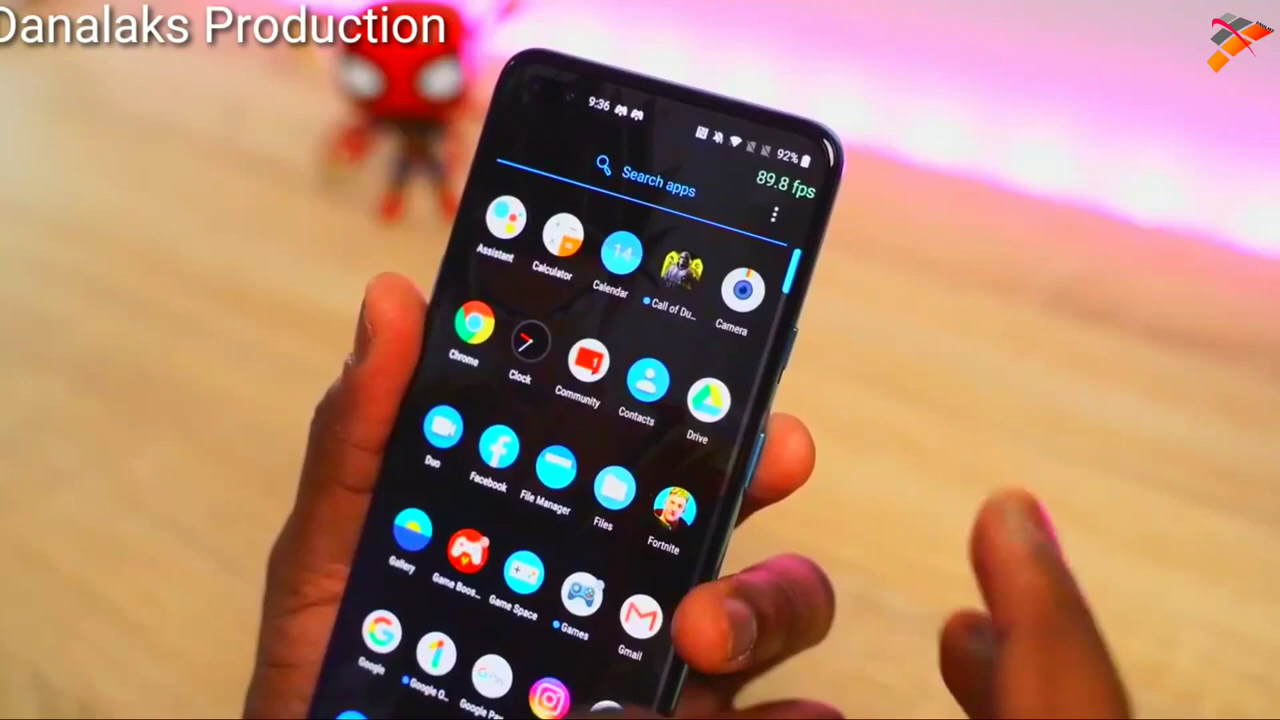 Danalaks Production
9:36
92%
89.8 fps
Search apps
Assistant
Calculator
14
Calendar
Call of Du...
Camera
Chrome
Clock
Community
Contacts
Drive
Duo
Facebook
File Manager
Files
Fortnite
Gallery
Game Boos...
Game Space
Games
Gmail
Google
Google O...
Google Pay